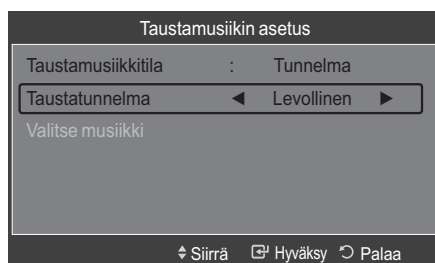 Taustamusiikin asetus
Taustamusiikkitila : Tunnelma
Taustatunnelma ◀ Levollinen ▶
Valitse musiikki
Siirrä Hyväksy Palaa